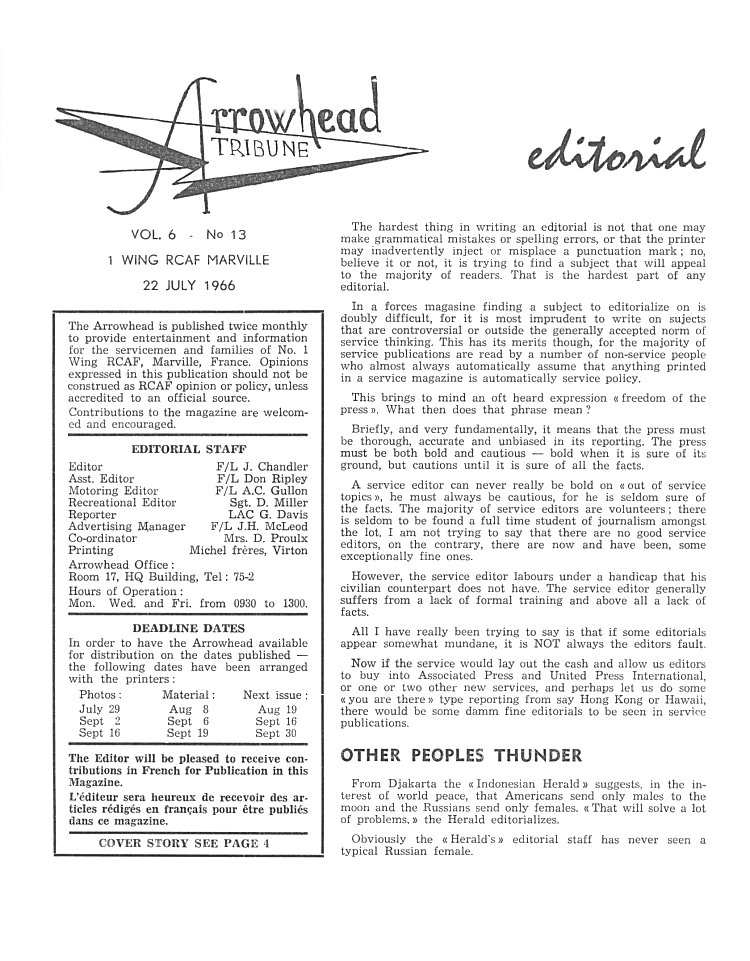 Arrowhead
TRIBUNE
VOL. 6 - No 13
1 WING RCAF MARVILLE
22 JULY 1966
The Arrowhead is published twice monthly
to provide entertainment and information
for the servicemen and families of No. 1
Wing RCAF, Marville, France. Opinions
expressed in this publication should not be
construed as RCAF opinion or policy, unless
accredited to an official source.
Contributions to the magazine are welcom-
ed and encouraged.
EDITORIAL STAFF
Editor F/L J. Chandler
Asst. Editor F/L Don Ripley
Motoring Editor F/L A.C. Gullon
Recreational Editor Sgt. D. Miller
Reporter LAC G. Davis
Advertising Manager F/L J.H. McLeod
Co-ordinator Mrs. D. Proulx
Printing Michel frères, Virton
Arrowhead Office :
Room 17, HQ Building, Tel : 75-2
Hours of Operation :
Mon. Wed. and Fri. from 0930 to 1300.
DEADLINE DATES
In order to have the Arrowhead available
for distribution on the dates published —
the following dates have been arranged
with the printers :
Photos : Material : Next issue :
July 29 Aug 8 Aug 19
Sept 2 Sept 6 Sept 16
Sept 16 Sept 19 Sept 30
The Editor will be pleased to receive con-
tributions in French for Publication in this
Magazine.
L'éditeur sera heureux de recevoir des ar-
ticles rédigés en français pour être publiés
dans ce magazine.
COVER STORY SEE PAGE 4
editorial
The hardest thing in writing an editorial is not that one may
make grammatical mistakes or spelling errors, or that the printer
may inadvertently inject or misplace a punctuation mark ; no,
believe it or not, it is trying to find a subject that will appeal
to the majority of readers. That is the hardest part of any
editorial.
In a forces magasine finding a subject to editorialize on is
doubly difficult, for it is most imprudent to write on sujects
that are controversial or outside the generally accepted norm of
service thinking. This has its merits though, for the majority of
service publications are read by a number of non-service people
who almost always automatically assume that anything printed
in a service magazine is automatically service policy.
This brings to mind an oft heard expression « freedom of the
press ». What then does that phrase mean ?
Briefly, and very fundamentally, it means that the press must
be thorough, accurate and unbiased in its reporting. The press
must be both bold and cautious — bold when it is sure of its
ground, but cautions until it is sure of all the facts.
A service editor can never really be bold on « out of service
topics », he must always be cautious, for he is seldom sure of
the facts. The majority of service editors are volunteers ; there
is seldom to be found a full time student of journalism amongst
the lot, I am not trying to say that there are no good service
editors, on the contrary, there are now and have been, some
exceptionally fine ones.
However, the service editor labours under a handicap that his
civilian counterpart does not have. The service editor generally
suffers from a lack of formal training and above all a lack of
facts.
All I have really been trying to say is that if some editorials
appear somewhat mundane, it is NOT always the editors fault.
Now if the service would lay out the cash and allow us editors
to buy into Associated Press and United Press International,
or one or two other new services, and perhaps let us do some
« you are there » type reporting from say Hong Kong or Hawaii,
there would be some damm fine editorials to be seen in service
publications.
OTHER PEOPLES THUNDER
From Djakarta the « Indonesian Herald » suggests, in the in-
terest of world peace, that Americans send only males to the
moon and the Russians send only females. « That will solve a lot
of problems, » the Herald editorializes.
Obviously the « Herald's » editorial staff has never seen a
typical Russian female.